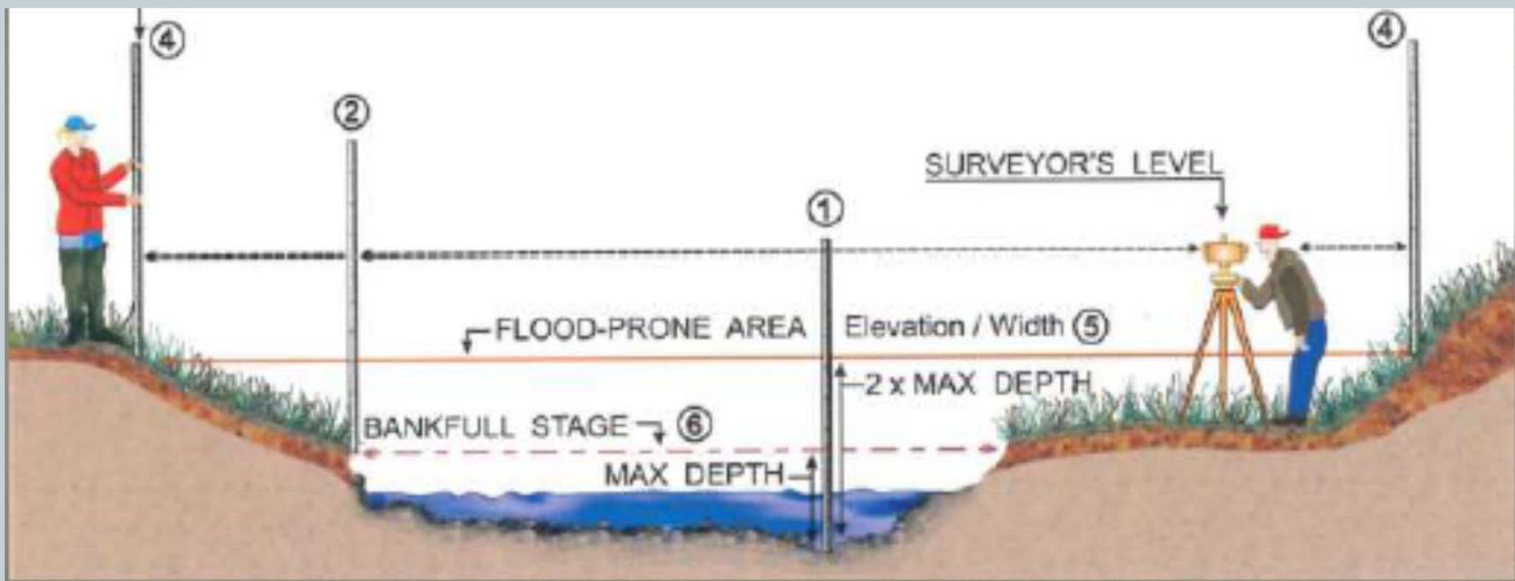 ④
④
②
SURVEYOR'S LEVEL
①
FLOOD-PRONE AREA Elevation / Width ⑤
2 x MAX DEPTH
BANKFULL STAGE ⑥
MAX DEPTH